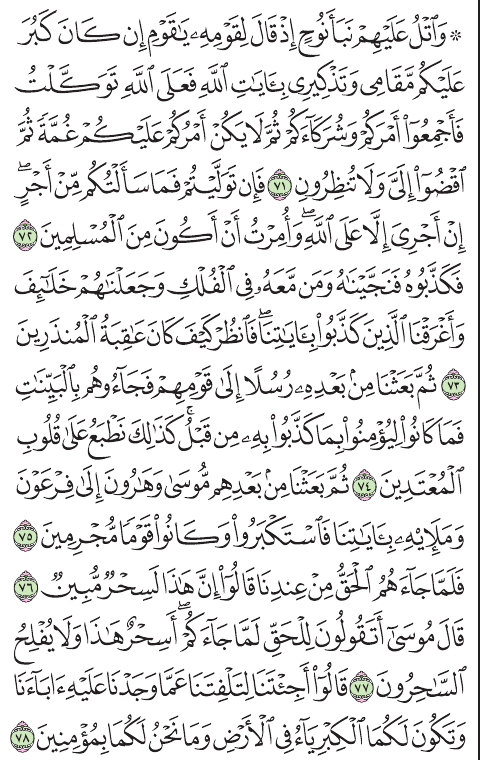 ۞ وَٱتۡلُ عَلَيۡهِمۡ نَبَأَ نُوحٍ إِذۡ قَالَ لِقَوۡمِهِۦ يَٰقَوۡمِ إِن كَانَ كَبُرَ
عَلَيۡكُم مَّقَامِي وَتَذۡكِيرِي بِـَٔايَٰتِ ٱللَّهِ فَعَلَى ٱللَّهِ تَوَكَّلۡتُ
فَأَجۡمِعُوٓاْ أَمۡرَكُمۡ وَشُرَكَآءَكُمۡ ثُمَّ لَا يَكُنۡ أَمۡرُكُمۡ عَلَيۡكُمۡ غُمَّةٗ ثُمَّ
ٱقۡضُوٓاْ إِلَيَّ وَلَا تُنظِرُونِ ٧١ فَإِن تَوَلَّيۡتُمۡ فَمَا سَأَلۡتُكُم مِّنۡ أَجۡرٍۖ
إِنۡ أَجۡرِيَ إِلَّا عَلَى ٱللَّهِۖ وَأُمِرۡتُ أَنۡ أَكُونَ مِنَ ٱلۡمُسۡلِمِينَ ٧٢
فَكَذَّبُوهُ فَنَجَّيۡنَٰهُ وَمَن مَّعَهُۥ فِي ٱلۡفُلۡكِ وَجَعَلۡنَٰهُمۡ خَلَٰٓئِفَ
وَأَغۡرَقۡنَا ٱلَّذِينَ كَذَّبُواْ بِـَٔايَٰتِنَاۖ فَٱنظُرۡ كَيۡفَ كَانَ عَٰقِبَةُ ٱلۡمُنذَرِينَ
٧٣ ثُمَّ بَعَثۡنَا مِنۢ بَعۡدِهِۦ رُسُلًا إِلَىٰ قَوۡمِهِمۡ فَجَآءُوهُم بِٱلۡبَيِّنَٰتِ
فَمَا كَانُواْ لِيُؤۡمِنُواْ بِمَا كَذَّبُواْ بِهِۦ مِن قَبۡلُۚ كَذَٰلِكَ نَطۡبَعُ عَلَىٰ قُلُوبِ
ٱلۡمُعۡتَدِينَ ٧٤ ثُمَّ بَعَثۡنَا مِنۢ بَعۡدِهِم مُّوسَىٰ وَهَٰرُونَ إِلَىٰ فِرۡعَوۡنَ
وَمَلَإِيْهِۦ بِـَٔايَٰتِنَا فَٱسۡتَكۡبَرُواْ وَكَانُواْ قَوۡمٗا مُّجۡرِمِينَ ٧٥
فَلَمَّا جَآءَهُمُ ٱلۡحَقُّ مِنۡ عِندِنَا قَالُوٓاْ إِنَّ هَٰذَا لَسِحۡرٞ مُّبِينٞ ٧٦
قَالَ مُوسَىٰٓ أَتَقُولُونَ لِلۡحَقِّ لَمَّا جَآءَكُمۡۖ أَسِحۡرٌ هَٰذَا وَلَا يُفۡلِحُ
ٱلسَّٰحِرُونَ ٧٧ قَالُوٓاْ أَجِئۡتَنَا لِتَلۡفِتَنَا عَمَّا وَجَدۡنَا عَلَيۡهِ ءَابَآءَنَا
وَتَكُونَ لَكُمَا ٱلۡكِبۡرِيَآءُ فِي ٱلۡأَرۡضِ وَمَا نَحۡنُ لَكُمَا بِمُؤۡمِنِينَ ٧٨